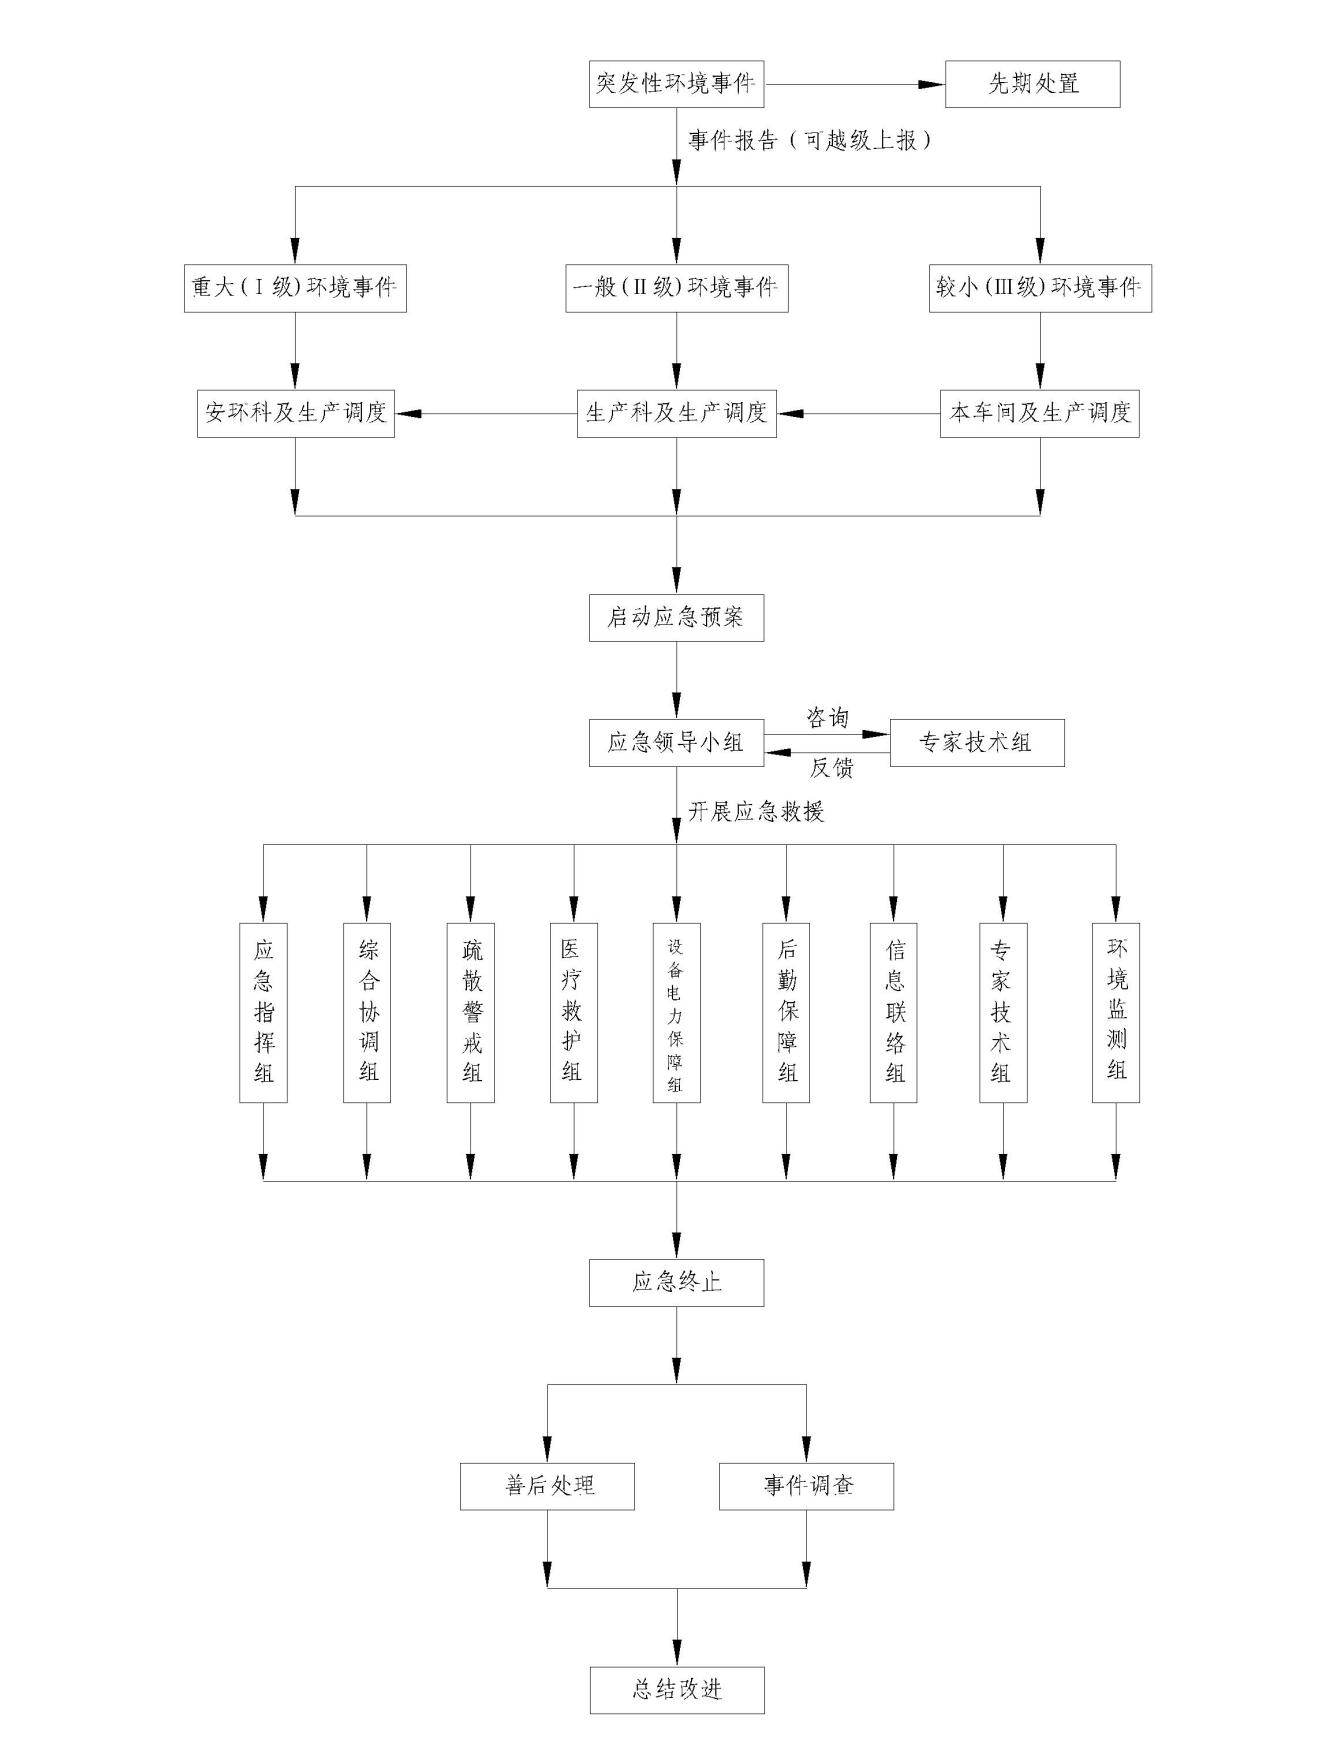 突发性环境事件
先期处置
事件报告（可越级上报）
重大(Ⅰ级)环境事件
一般(Ⅱ级)环境事件
较小(Ⅲ级)环境事件
安环科及生产调度
生产科及生产调度
本车间及生产调度
启动应急预案
咨询
应急领导小组
专家技术组
反馈
开展应急救援
应急指挥组
综合协调组
疏散警戒组
医疗救护组
设备电力保障组
后勤保障组
信息联络组
专家技术组
环境监测组
应急终止
善后处理
事件调查
总结改进